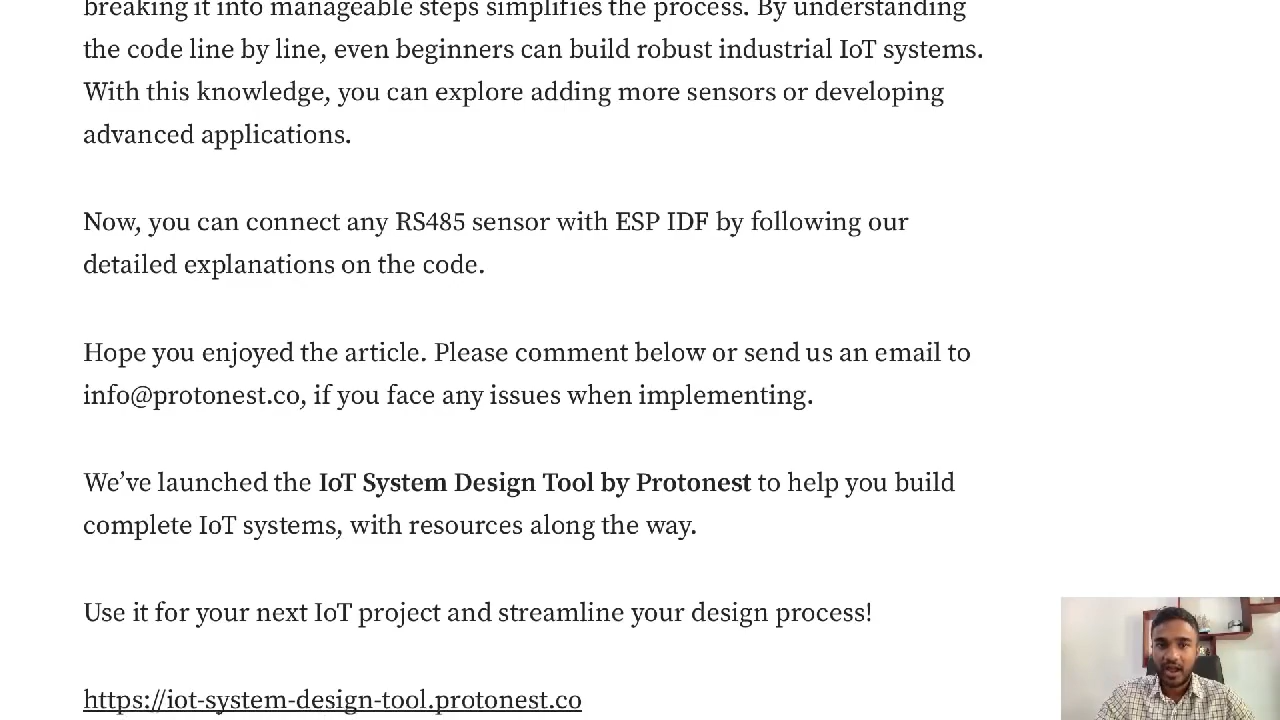 breaking it into manageable steps simplifies the process. By understanding
the code line by line, even beginners can build robust industrial IoT systems.
With this knowledge, you can explore adding more sensors or developing
advanced applications.
Now, you can connect any RS485 sensor with ESP IDF by following our
detailed explanations on the code.
Hope you enjoyed the article. Please comment below or send us an email to
info@protonest.co, if you face any issues when implementing.
We’ve launched the IoT System Design Tool by Protonest to help you build
complete IoT systems, with resources along the way.
Use it for your next IoT project and streamline your design process!
https://iot-system-design-tool.protonest.co